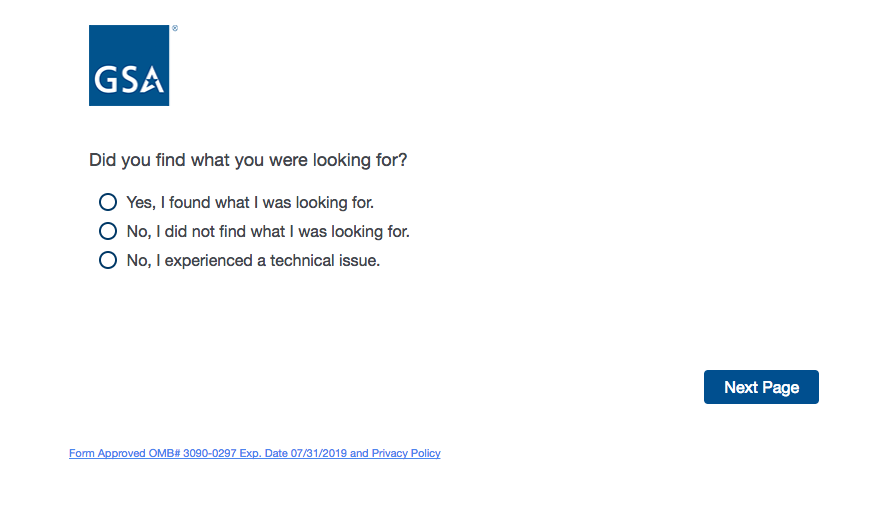 ®
GSA
Did you find what you were looking for?
Yes, I found what I was looking for.
No, I did not find what I was looking for.
No, I experienced a technical issue.
Next Page
Form Approved OMB# 3090-0297 Exp. Date 07/31/2019 and Privacy Policy